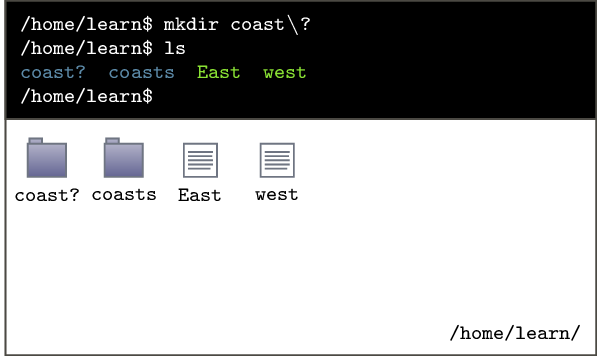 /home/learn$ mkdir coast\?
/home/learn$ ls
coast? coasts East west
/home/learn$
coast? coasts East west
/home/learn/